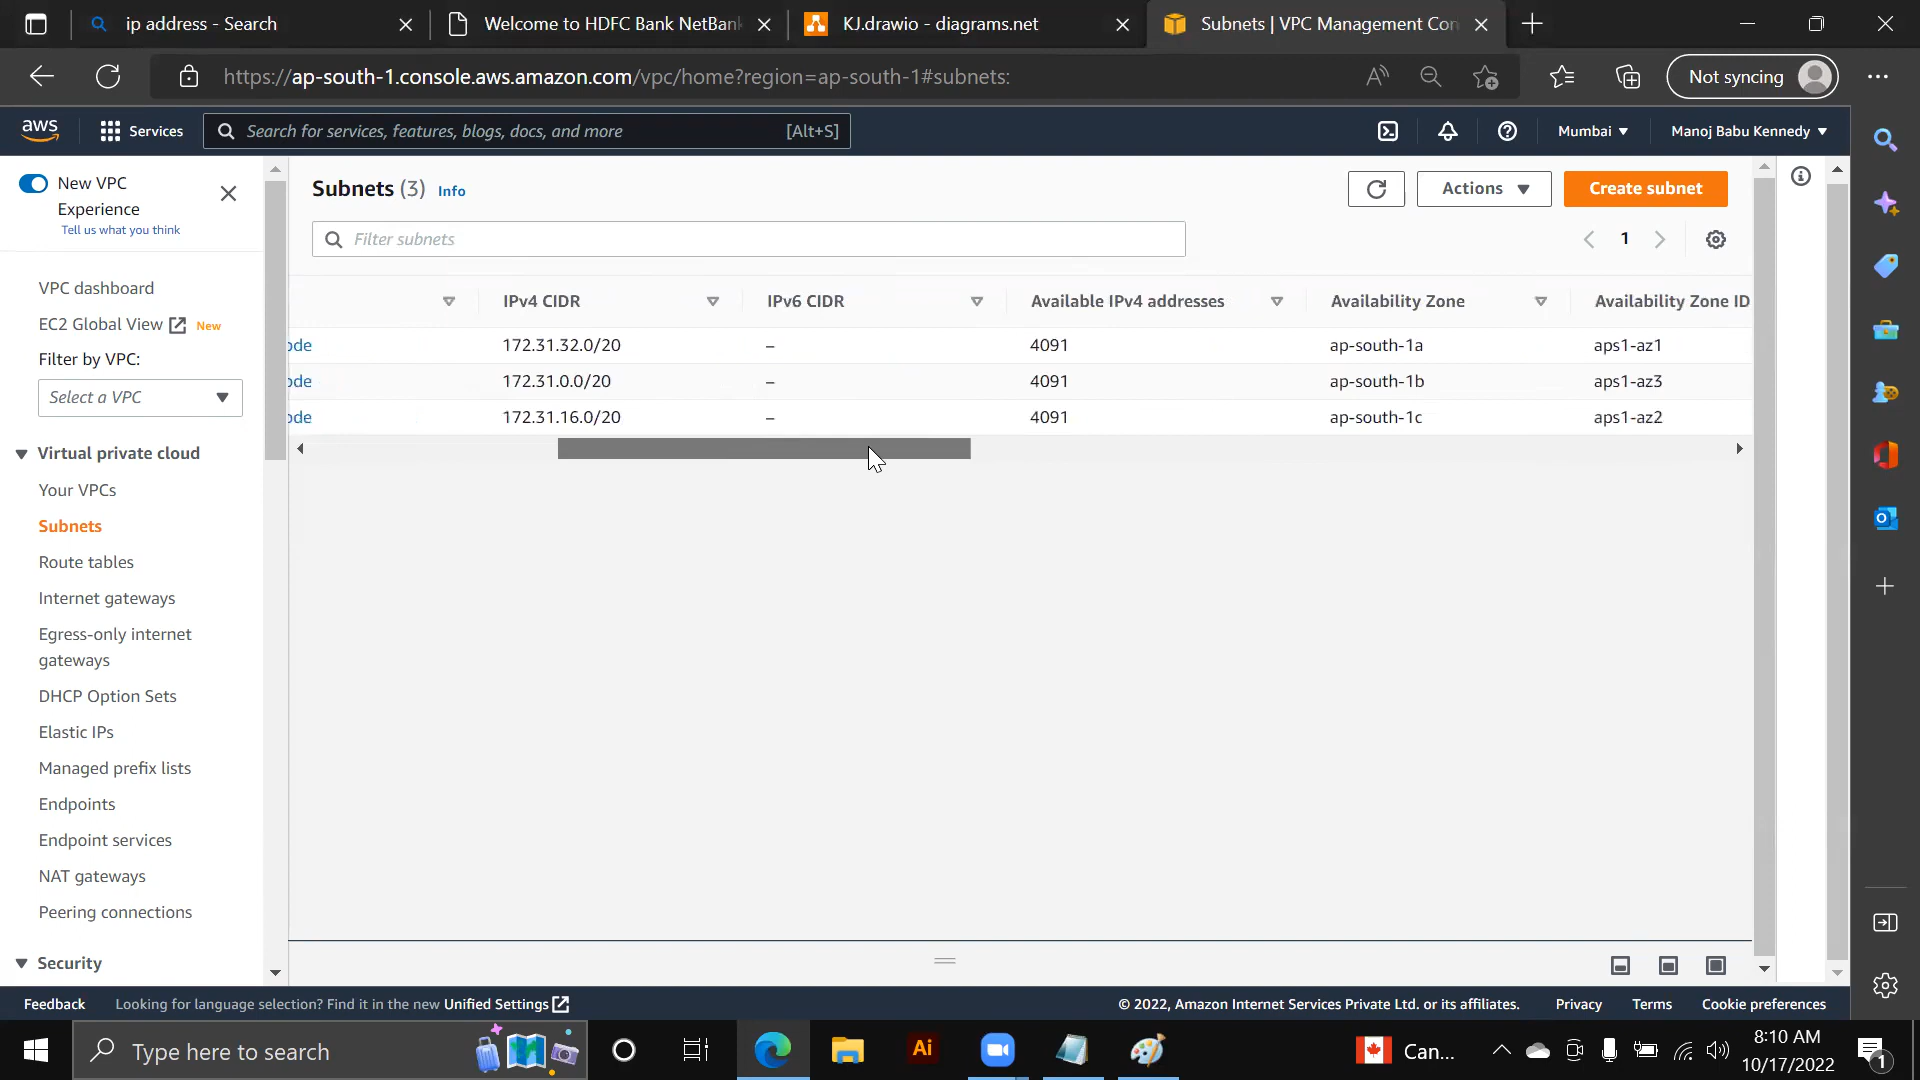 ip address - Search
Welcome to HDFC Bank NetBank
KJ.drawio - diagrams.net
Subnets | VPC Management Con
https://ap-south-1.console.aws.amazon.com/vpc/home?region=ap-south-1#subnets:
Not syncing
aws
Services
Search for services, features, blogs, docs, and more
[Alt+S]
Mumbai
Manoj Babu Kennedy
New VPC
Experience
Tell us what you think
VPC dashboard
EC2 Global View New
Filter by VPC:
Select a VPC
Virtual private cloud
Your VPCs
Subnets
Route tables
Internet gateways
Egress-only internet
gateways
DHCP Option Sets
Elastic IPs
Managed prefix lists
Endpoints
Endpoint services
NAT gateways
Peering connections
Security
Subnets (3) Info
Actions
Create subnet
Filter subnets
1
IPv4 CIDR IPv6 CIDR Available IPv4 addresses Availability Zone Availability Zone ID
ode 172.31.32.0/20 – 4091 ap-south-1a aps1-az1
ode 172.31.0.0/20 – 4091 ap-south-1b aps1-az3
ode 172.31.16.0/20 – 4091 ap-south-1c aps1-az2
Feedback
Looking for language selection? Find it in the new Unified Settings
© 2022, Amazon Internet Services Private Ltd. or its affiliates.
Privacy
Terms
Cookie preferences
Type here to search
Ai
Can...
8:10 AM
10/17/2022
1